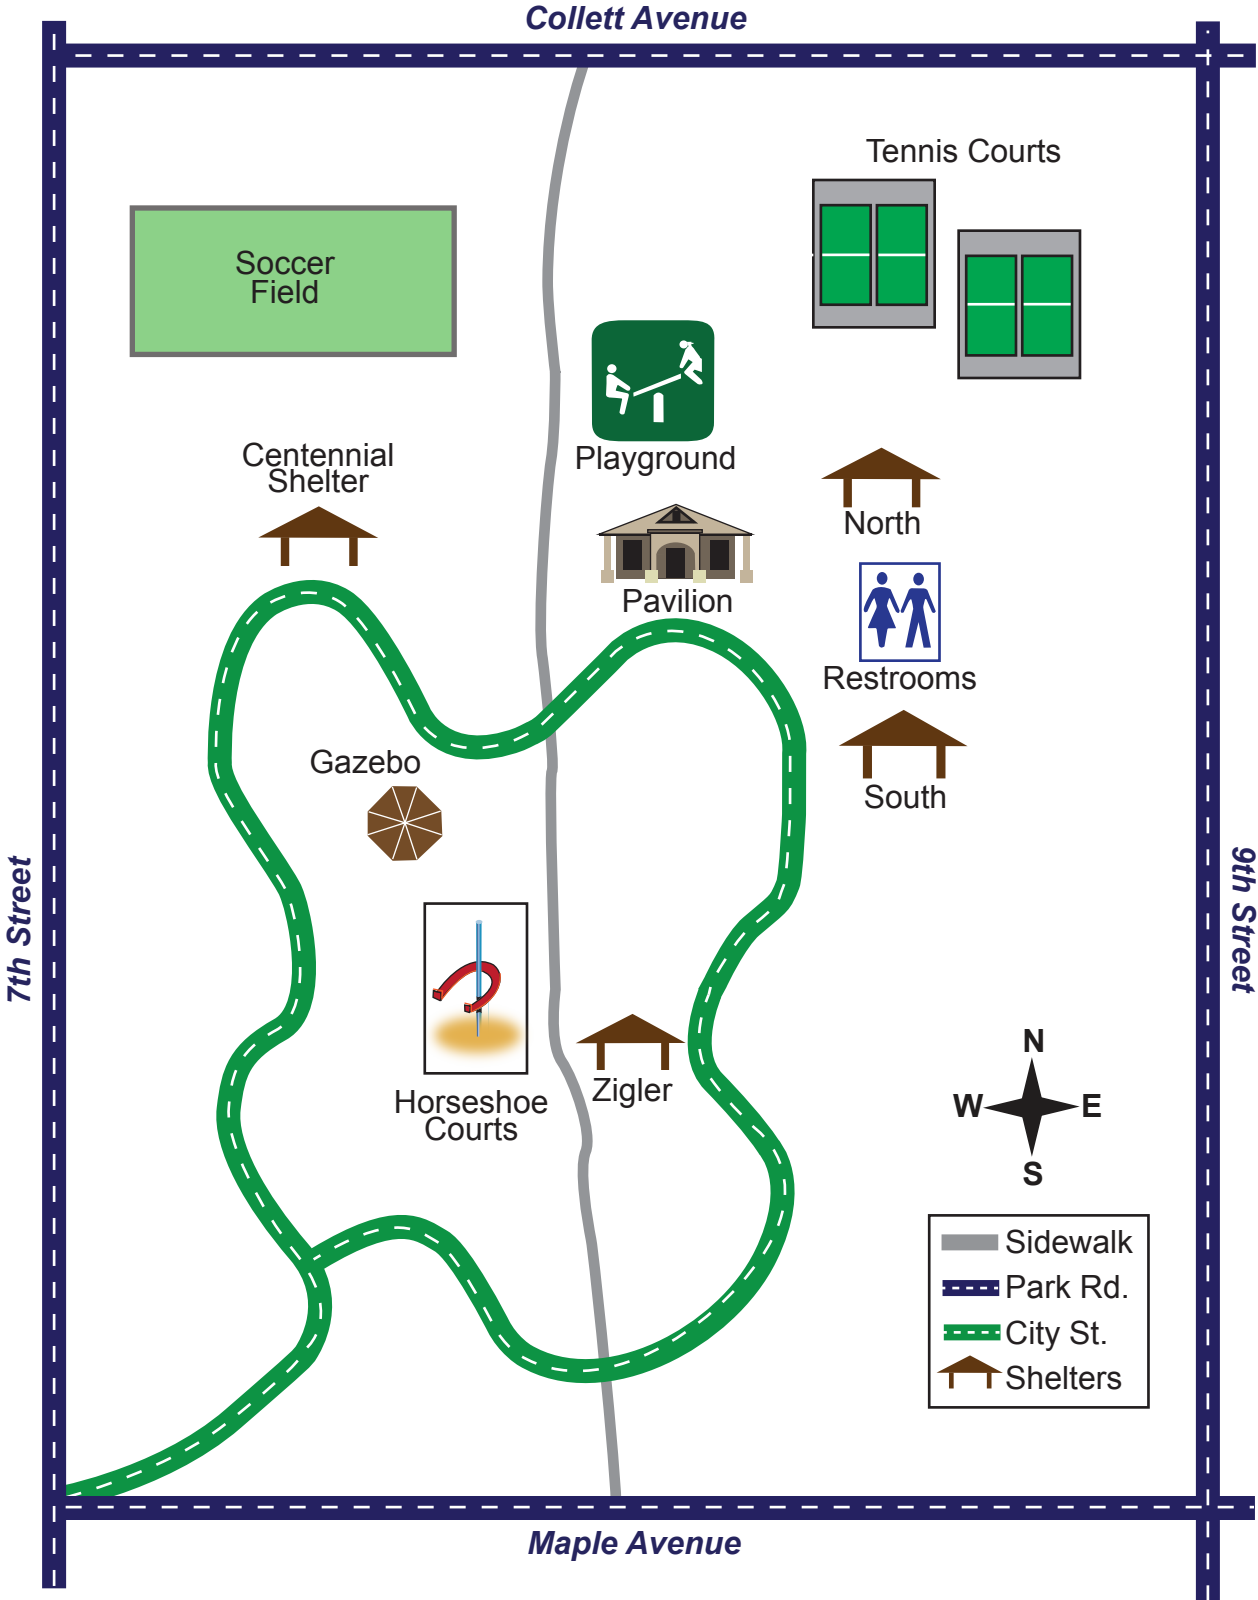 Collett Avenue
Tennis Courts
Soccer
Field
Playground
Centennial
Shelter
North
Pavilion
Restrooms
Gazebo
South
7th Street
9th Street
Horseshoe
Courts
Zigler
N
W
E
S
Sidewalk
Park Rd.
City St.
Shelters
Maple Avenue